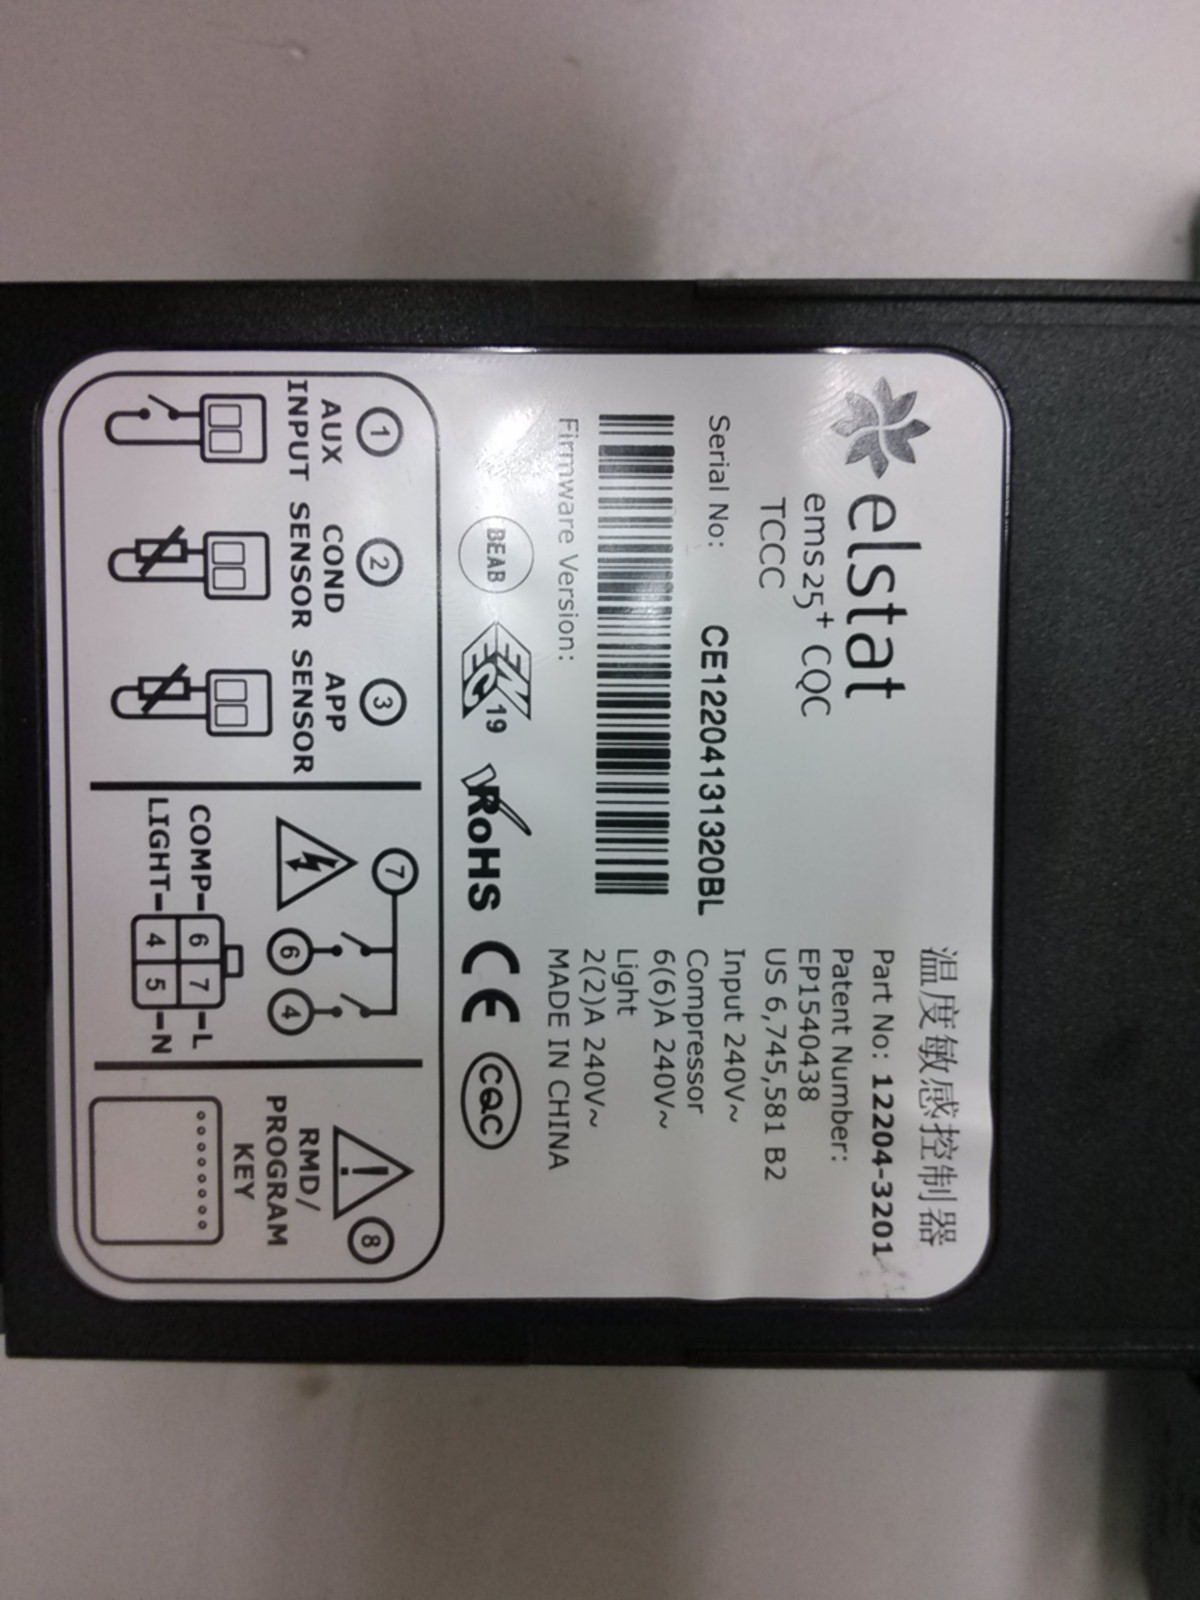 elstat
ems25+ CQC
TCCC
温度敏感控制器
Part No: 12204-3201
Patent Number:
EP1540438
US 6,745,581 B2
Input 240V~
Compressor
6(6)A 240V~
Light
2(2)A 240V~
MADE IN CHINA
Serial No: CE12204131320BL
Firmware Version:
BEAB
ENEC 19
RoHS CE CQC
1
AUX
INPUT
2
COND
SENSOR
3
APP
SENSOR
7
6 4
COMP- 6 7 -L
LIGHT- 4 5 -N
! 8
RMD/
PROGRAM
KEY